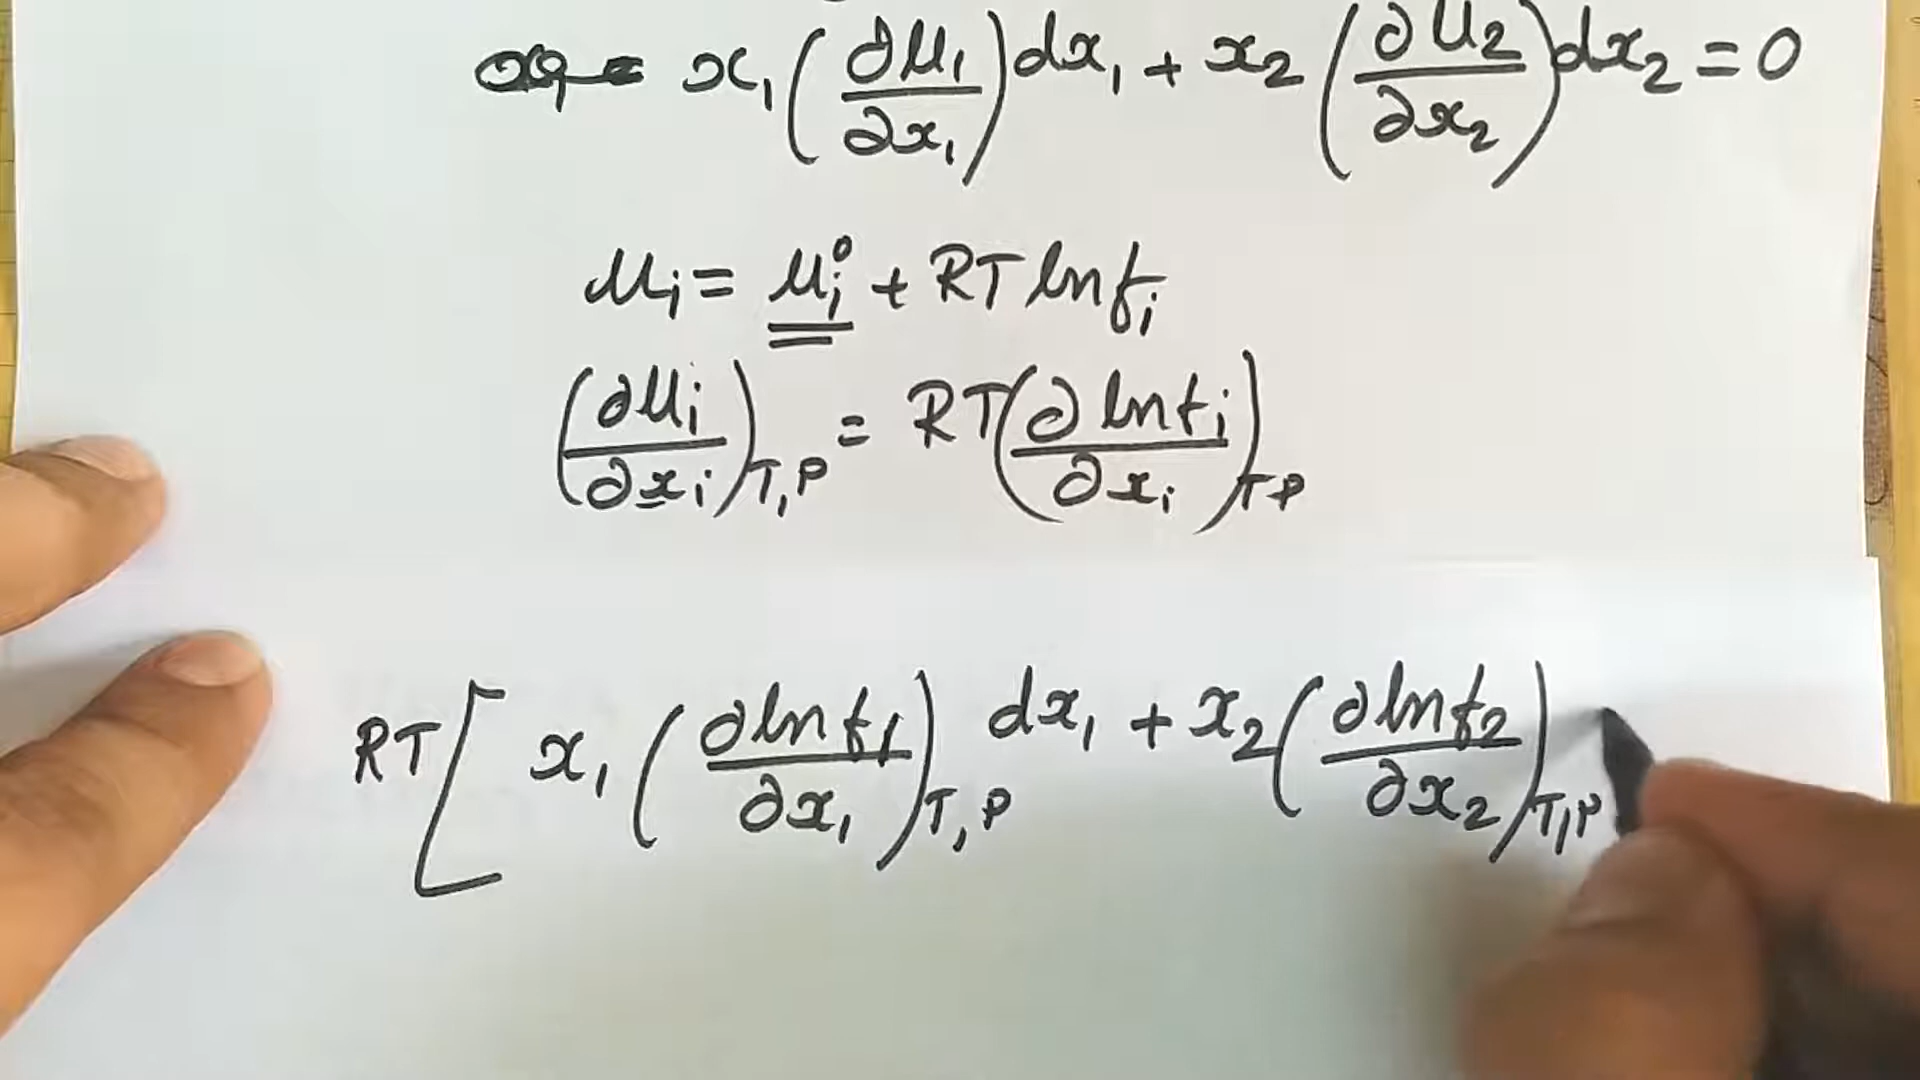 x₁ (∂μ₁/∂x₁) dx₁ + x₂ (∂μ₂/∂x₂) dx₂ = 0
μᵢ = μᵢ⁰ + RT ln fᵢ
(∂μᵢ/∂xᵢ)T,P = RT (∂ ln fᵢ/∂xᵢ)T,P
RT [ x₁ (∂ ln f₁/∂x₁)T,P dx₁ + x₂ (∂ ln f₂/∂x₂)T,P